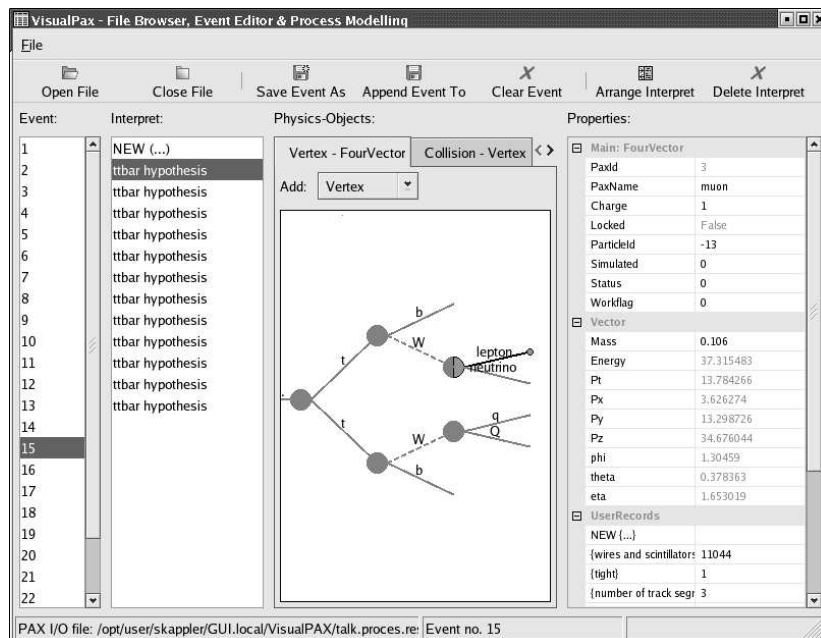 VisualPax - File Browser, Event Editor & Process Modelling
File
Open File Close File Save Event As Append Event To Clear Event Arrange Interpret Delete Interpret
Event: Interpret: Physics-Objects: Properties:
1
2
3
4
5
6
7
8
9
10
11
12
13
14
15
16
17
18
19
20
21
22
NEW (...)
ttbar hypothesis
ttbar hypothesis
ttbar hypothesis
ttbar hypothesis
ttbar hypothesis
ttbar hypothesis
ttbar hypothesis
ttbar hypothesis
ttbar hypothesis
ttbar hypothesis
ttbar hypothesis
ttbar hypothesis
Vertex - FourVector Collision - Vertex
Add: Vertex
b
W
lepton
neutrino
t
t
q
Q
W
b
Main: FourVector
PaxId 3
PaxName muon
Charge 1
Locked False
ParticleId -13
Simulated 0
Status 0
Workflag 0
Vector
Mass 0.106
Energy 37.315483
Pt 13.784266
Px 3.626274
Py 13.298726
Pz 34.676044
phi 1.30459
theta 0.378363
eta 1.653019
UserRecords
NEW {...}
{wires and scintillators 11044
{tight} 1
{number of track segr 3
PAX I/O file: /opt/user/skappler/GUI.local/VisualPAX/talk.proces.re: Event no. 15